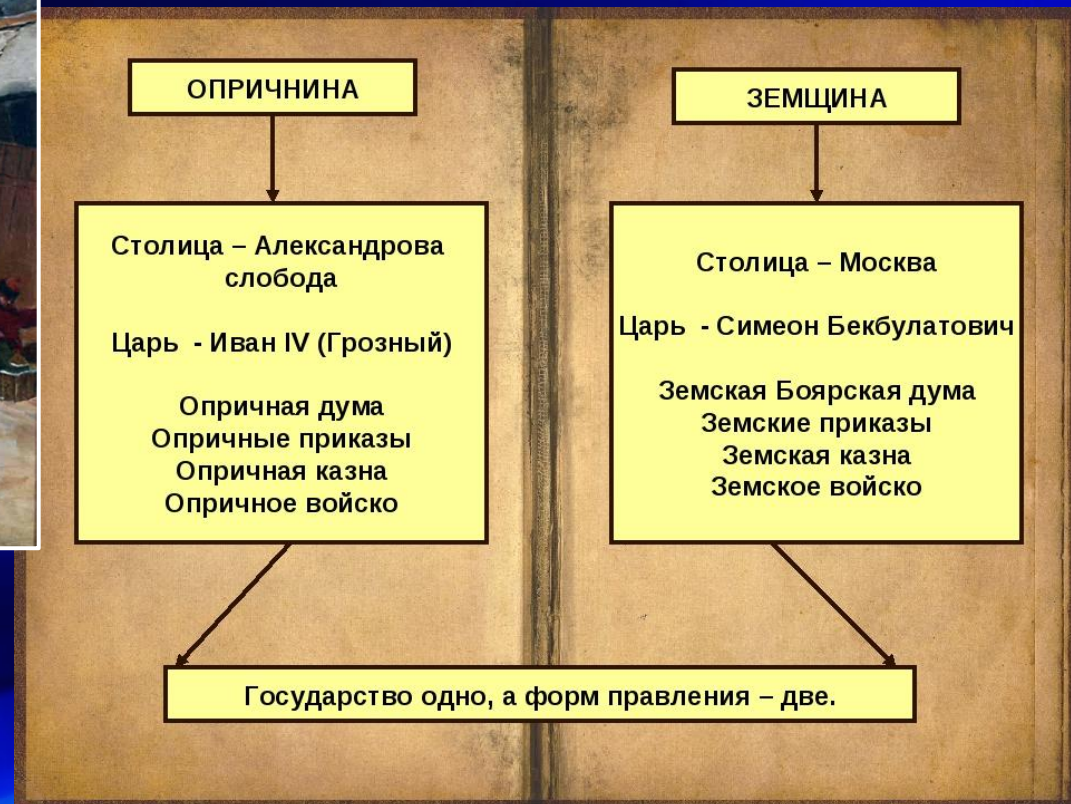 ОПРИЧНИНА
Столица – Александрова
слобода
Царь - Иван IV (Грозный)
Опричная дума
Опричные приказы
Опричная казна
Опричное войско
ЗЕМЩИНА
Столица – Москва
Царь - Симеон Бекбулатович
Земская Боярская дума
Земские приказы
Земская казна
Земское войско
Государство одно, а форм правления – две.